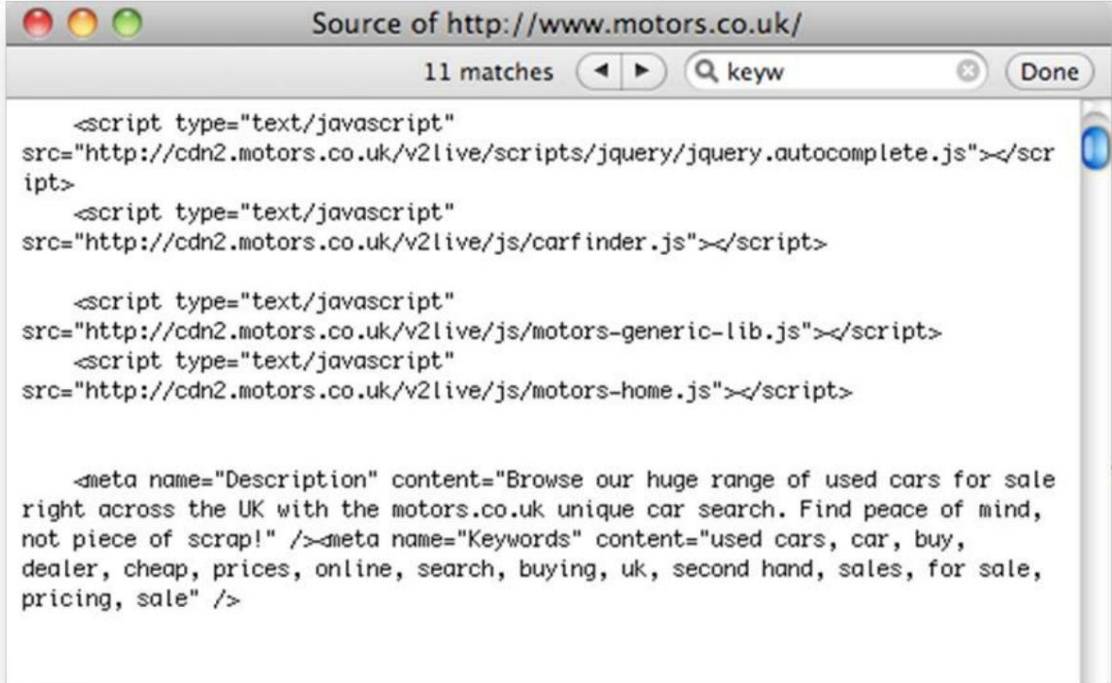 Source of http://www.motors.co.uk/
11 matches keyw Done
<script type="text/javascript"
src="http://cdn2.motors.co.uk/v2live/scripts/jquery/jquery.autocomplete.js"></scr
ipt>
<script type="text/javascript"
src="http://cdn2.motors.co.uk/v2live/js/carfinder.js"></script>
<script type="text/javascript"
src="http://cdn2.motors.co.uk/v2live/js/motors-generic-lib.js"></script>
<script type="text/javascript"
src="http://cdn2.motors.co.uk/v2live/js/motors-home.js"></script>
<meta name="Description" content="Browse our huge range of used cars for sale
right across the UK with the motors.co.uk unique car search. Find peace of mind,
not piece of scrap!" /><meta name="Keywords" content="used cars, car, buy,
dealer, cheap, prices, online, search, buying, uk, second hand, sales, for sale,
pricing, sale" />